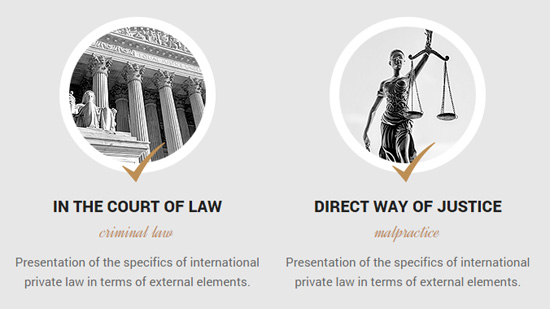 IN THE COURT OF LAW
criminal law
Presentation of the specifics of international
private law in terms of external elements.
DIRECT WAY OF JUSTICE
malpractice
Presentation of the specifics of international
private law in terms of external elements.